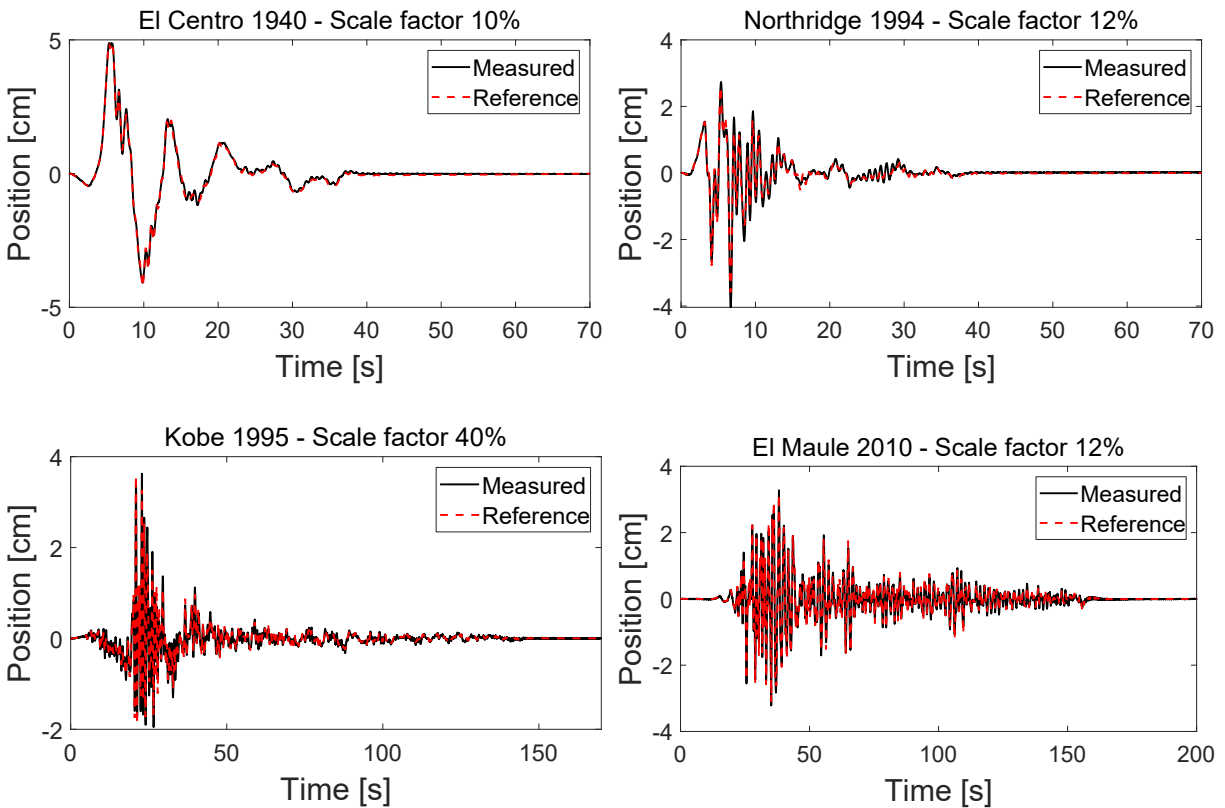 El Centro 1940 - Scale factor 10%
5
0
-5
Position [cm]
Measured
Reference
0 10 20 30 40 50 60 70
Time [s]
Northridge 1994 - Scale factor 12%
4
2
0
-2
-4
Position [cm]
Measured
Reference
0 10 20 30 40 50 60 70
Time [s]
Kobe 1995 - Scale factor 40%
4
2
0
-2
Position [cm]
Measured
Reference
0 50 100 150
Time [s]
El Maule 2010 - Scale factor 12%
4
2
0
-2
-4
Position [cm]
Measured
Reference
0 50 100 150 200
Time [s]